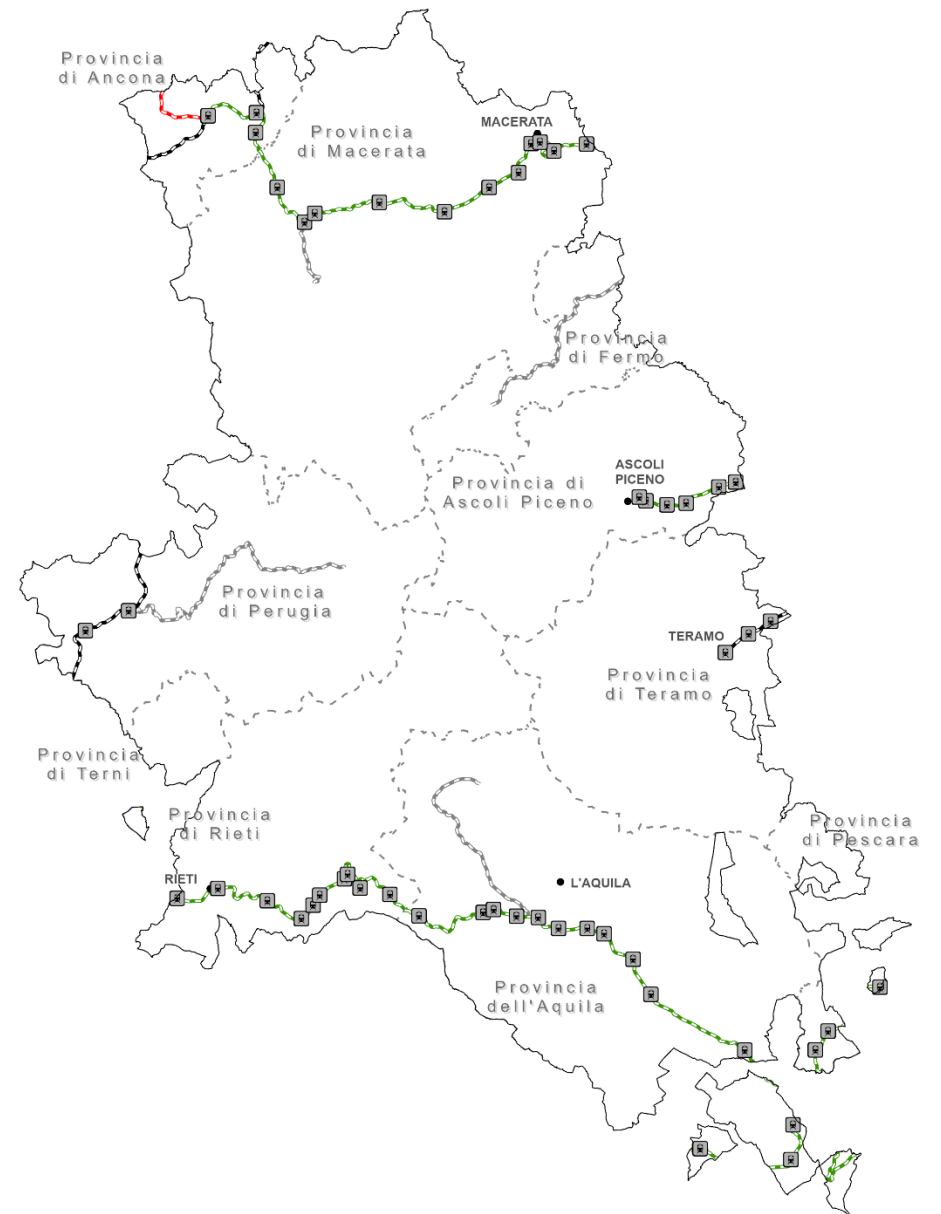 Provincia
di Ancona
MACERATA
Provincia
di Macerata
Provincia
di Fermo
ASCOLI
PICENO
Provincia di
Ascoli Piceno
Provincia
di Perugia
TERAMO
Provincia
di Teramo
Provincia
di Terni
Provincia
di Rieti
Provincia
di Pescara
RIETI
L'AQUILA
Provincia
dell'Aquila